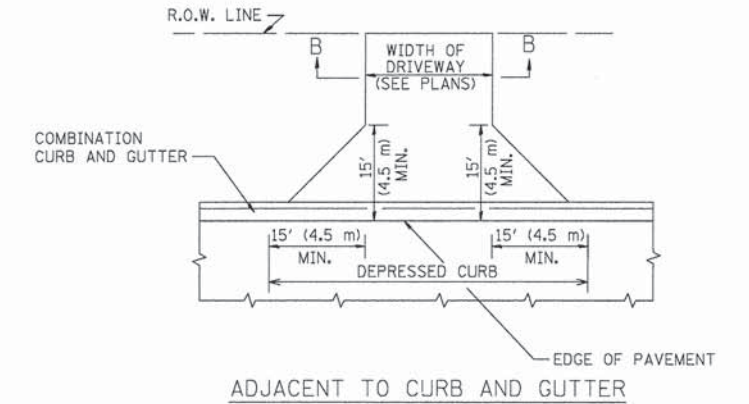 R.O.W. LINE
B
WIDTH OF
DRIVEWAY
(SEE PLANS)
B
COMBINATION
CURB AND GUTTER
15'
(4.5 m)
MIN.
15'
(4.5 m)
MIN.
15' (4.5 m)
MIN.
15' (4.5 m)
MIN.
DEPRESSED CURB
EDGE OF PAVEMENT
ADJACENT TO CURB AND GUTTER